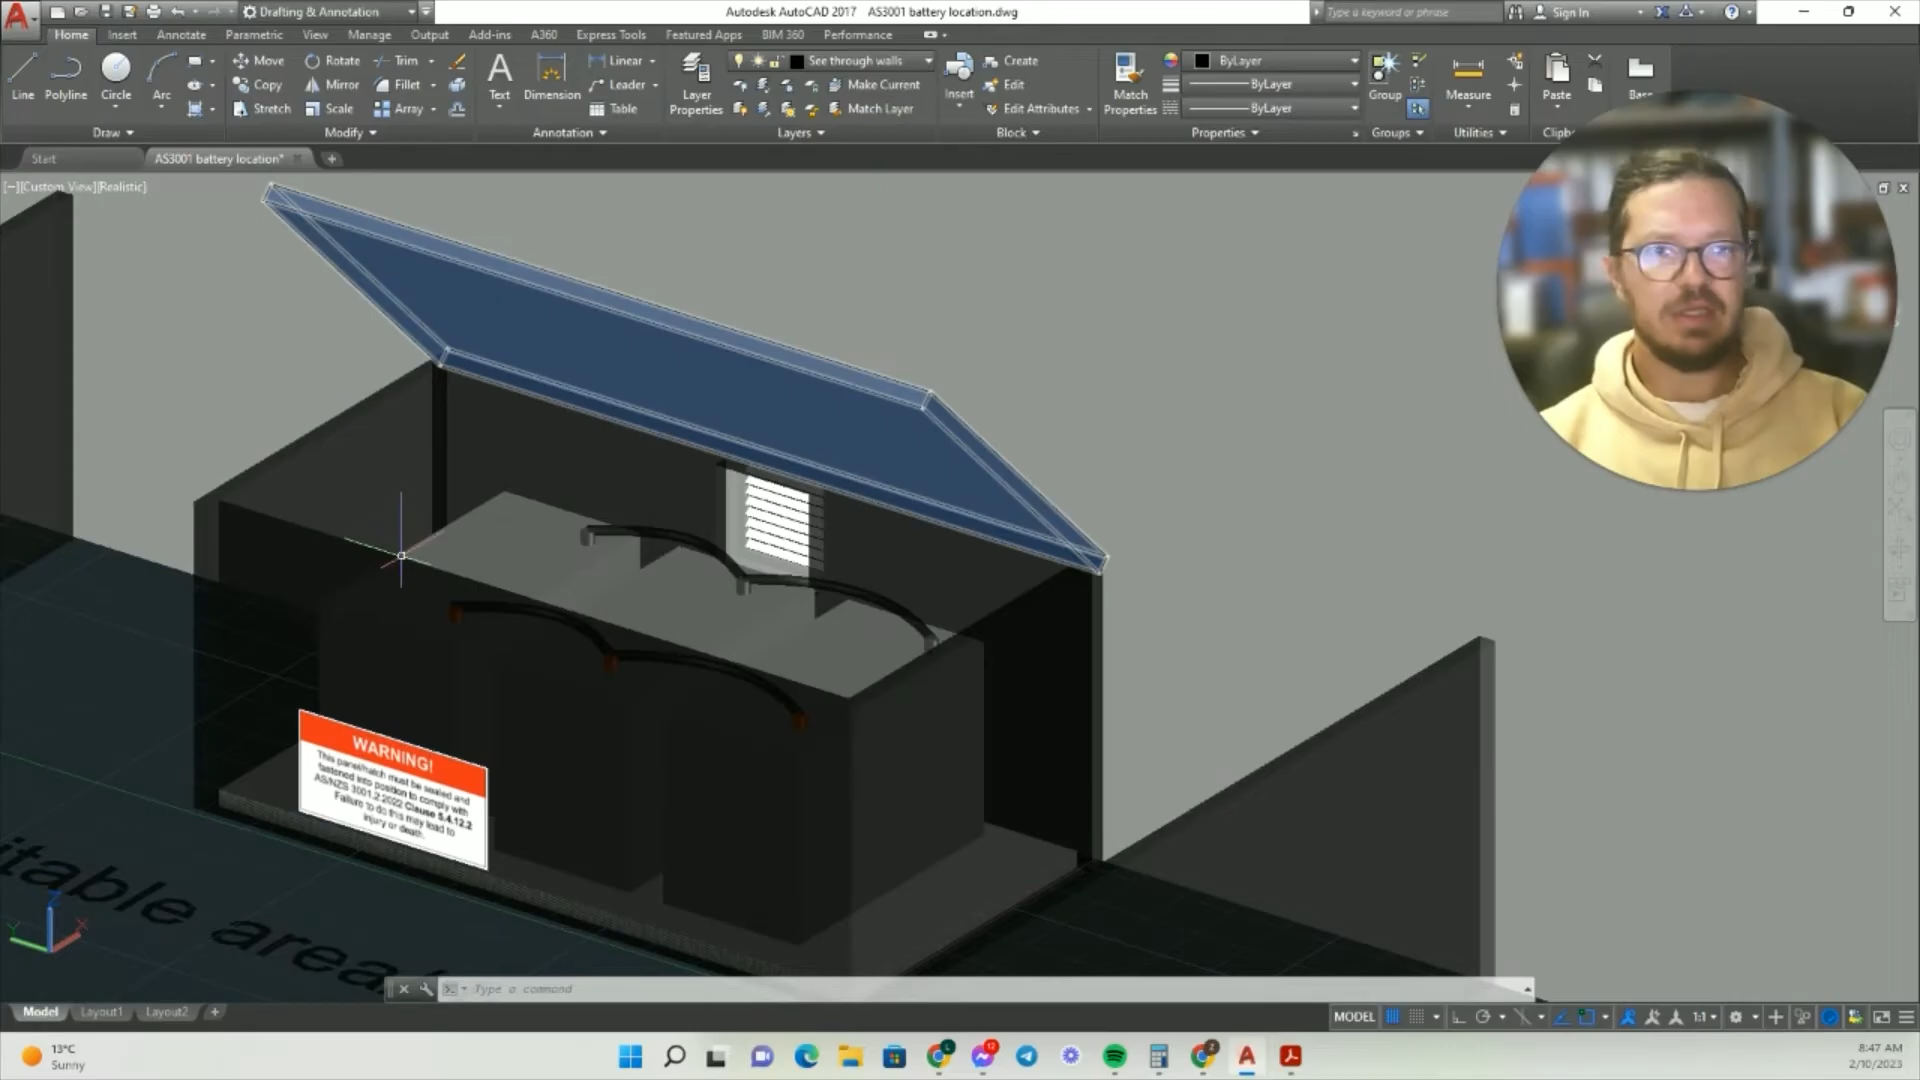 Drafting & Annotation
Autodesk AutoCAD 2017 AS3001 battery location.dwg
Type a keyword or phrase
Sign In
Home Insert Annotate Parametric View Manage Output Add-ins A360 Express Tools Featured Apps BIM 360 Performance
Line Polyline Circle Arc
Move Rotate Trim
Copy Mirror Fillet
Stretch Scale Array
Text Dimension
Linear
Leader
Table
Layer Properties
See through walls
Make Current
Match Layer
Insert
Create
Edit
Edit Attributes
Match Properties
ByLayer
ByLayer
ByLayer
Group
Measure
Paste
Base
Draw Modify Annotation Layers Block Properties Groups Utilities Clipb
Start
AS3001 battery location*
[−][Custom View][Realistic]
WARNING!
This panel/hatch must be sealed and
fastened into position to comply with
AS/NZS 3001.2:2022 Clause 5.4.12.2
Failure to do this may lead to
injury or death.
itable area
Z
Y
X
Type a command
Model Layout1 Layout2
MODEL
1:1
13°C
Sunny
12
8:47 AM
2/10/2023